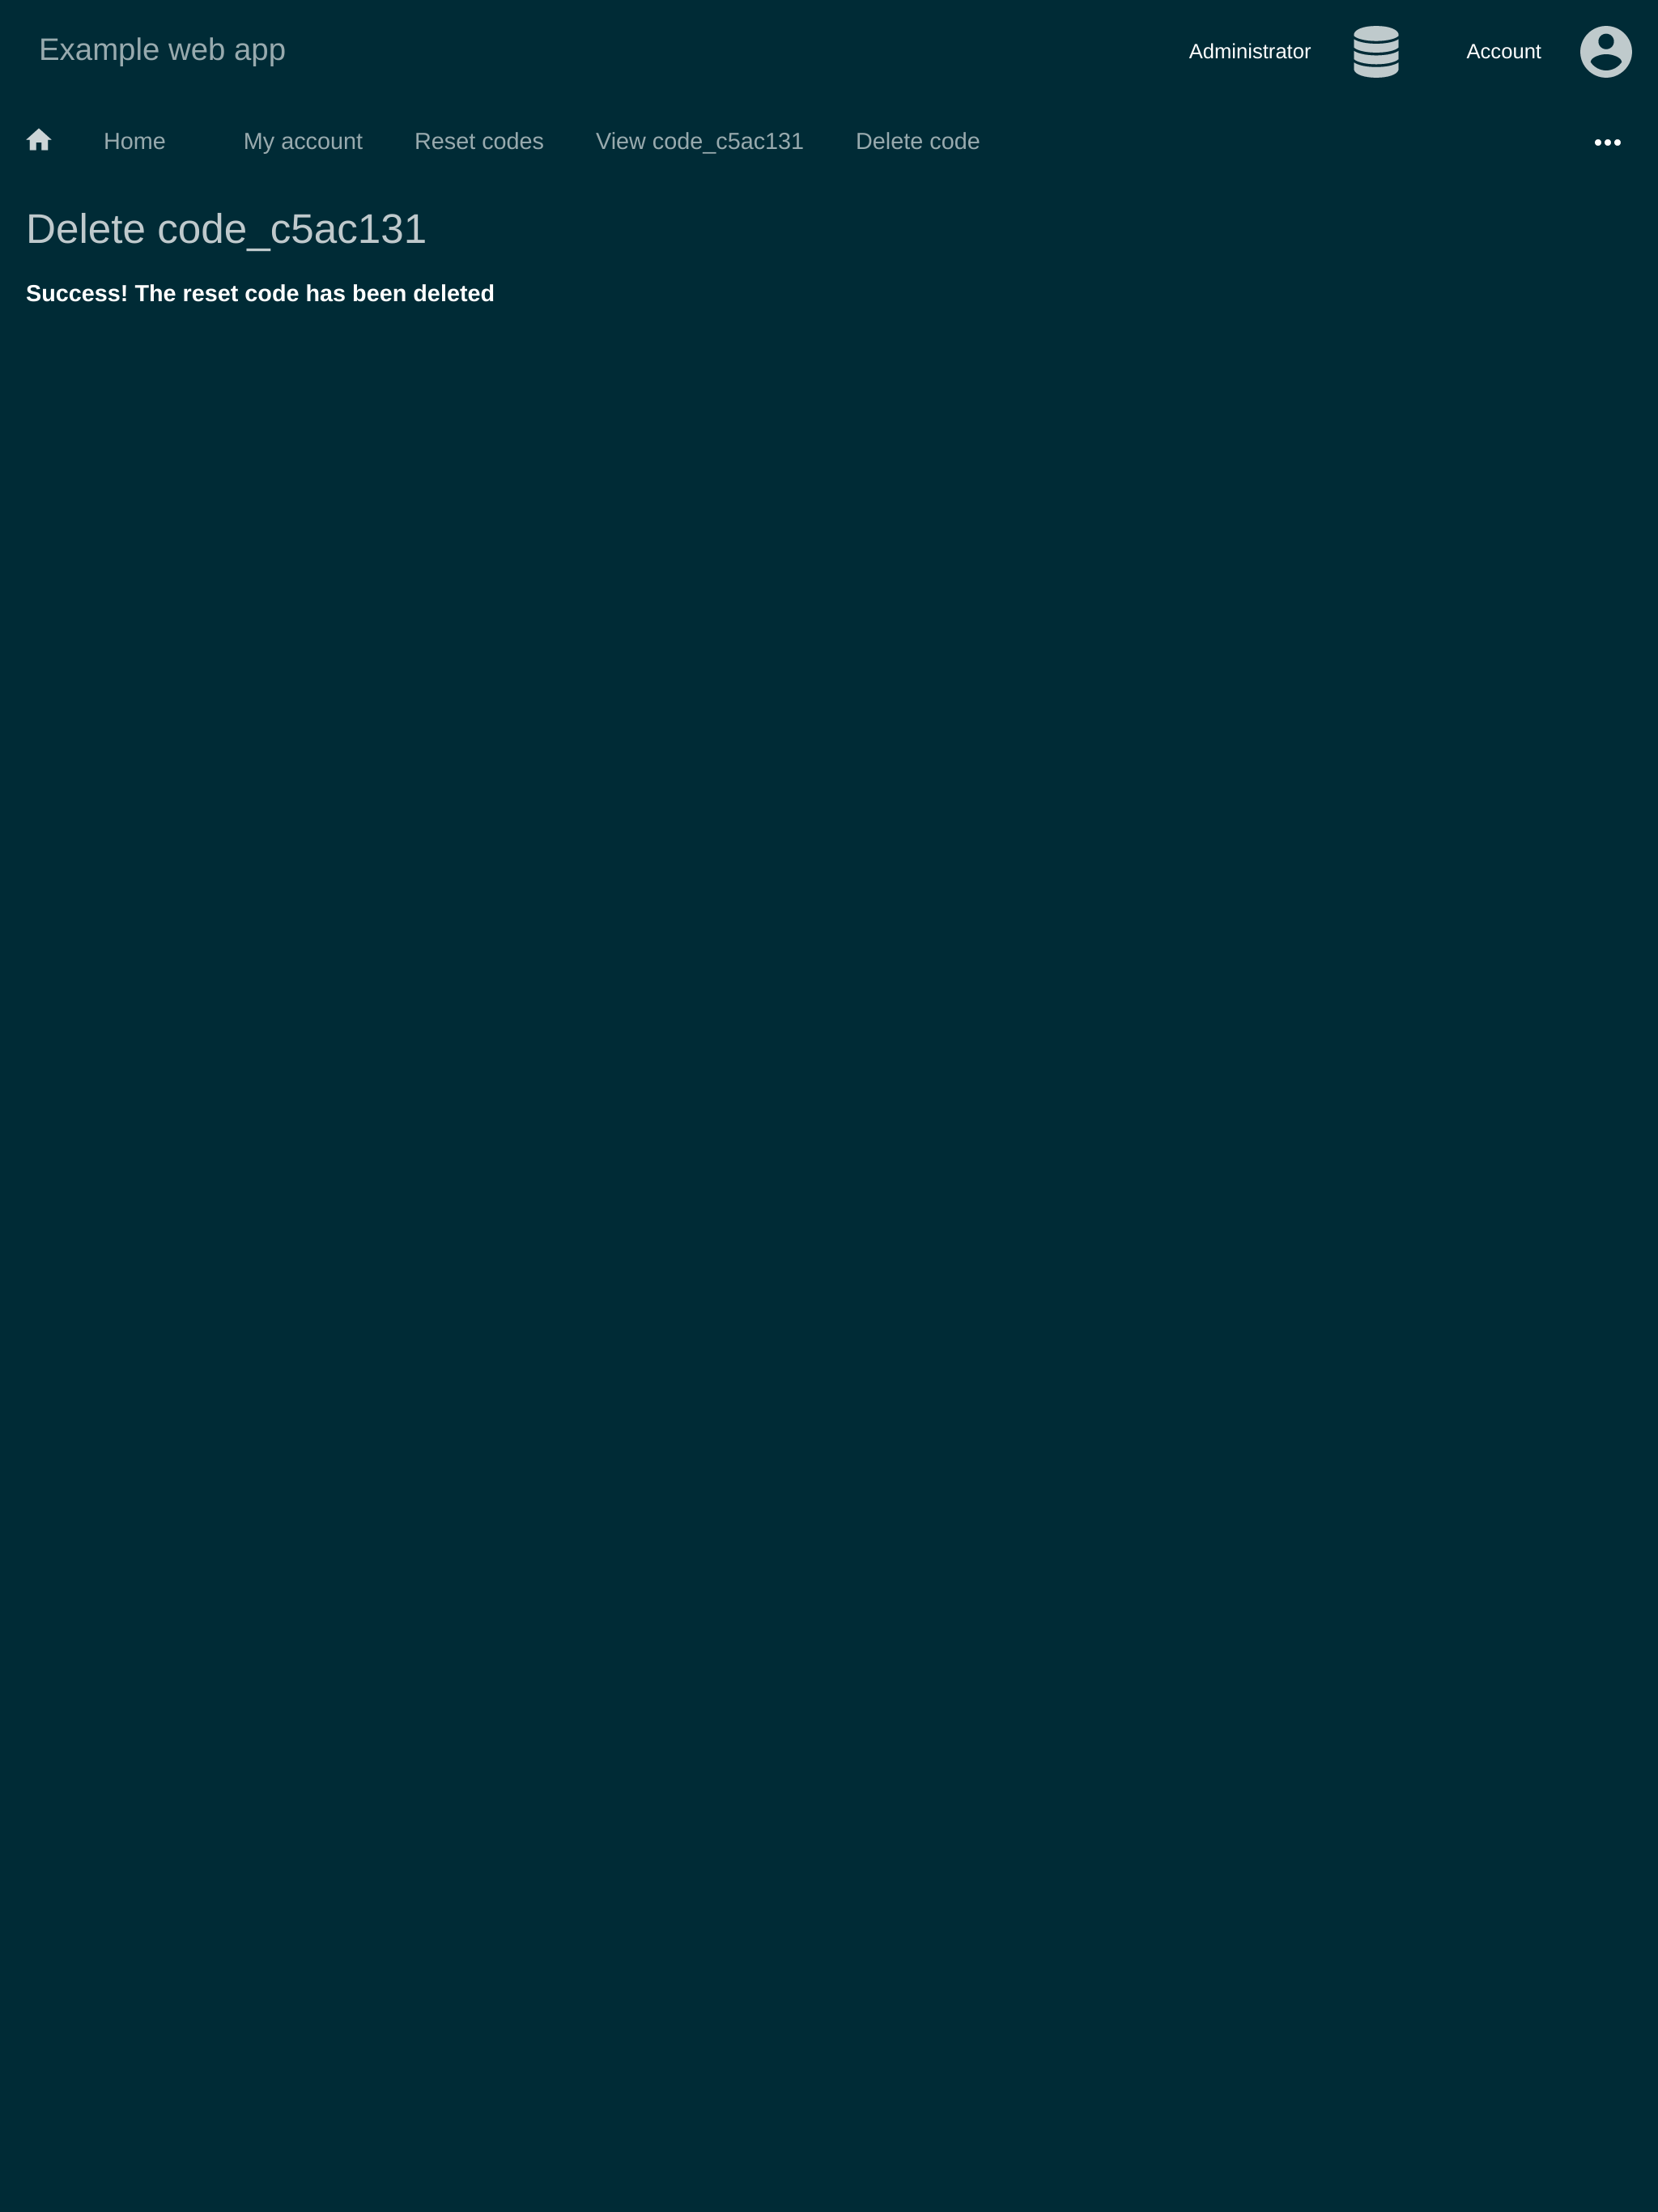 Example web app
Administrator
Account
Home
My account
Reset codes
View code_c5ac131
Delete code
Delete code_c5ac131
Success! The reset code has been deleted